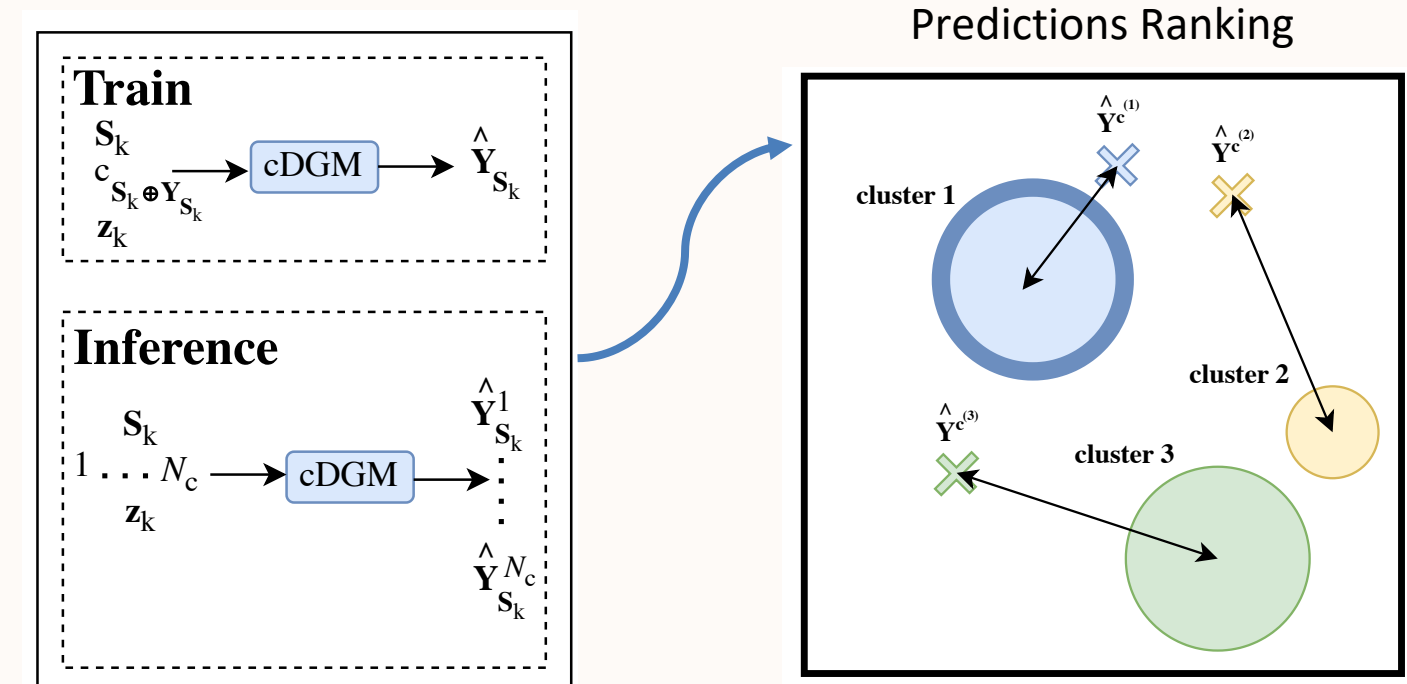 Predictions Ranking
Train
S_k
c_{S_k ⊕ Y_{S_k}}
z_k
cDGM
Ŷ_{S_k}
Inference
S_k
1 · · · N_c
z_k
cDGM
Ŷ^1_{S_k}
Ŷ^{N_c}_{S_k}
Ŷ^{c^{(1)}}
Ŷ^{c^{(2)}}
cluster 1
cluster 2
Ŷ^{c^{(3)}}
cluster 3